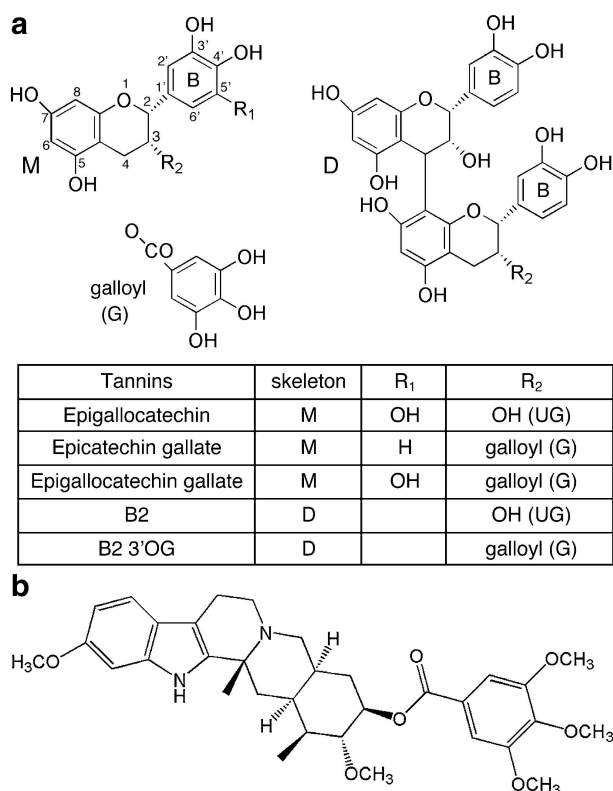 a
OH
3'
OH
2'
4'
B
8
1
O
1'
5'
R1
HO
2
6'
7
3
6
5
4
R2
M
OH
OH
OH
B
HO
O
D
OH
OH
OH
B
HO
O
R2
OH
O
CO
OH
galloyl
OH
(G)
OH
Tannins skeleton R1 R2
Epigallocatechin M OH OH (UG)
Epicatechin gallate M H galloyl (G)
Epigallocatechin gallate M OH galloyl (G)
B2 D OH (UG)
B2 3'OG D galloyl (G)
b
N
H
H3CO
O
OCH3
N
H
H
O
OCH3
OCH3
OCH3